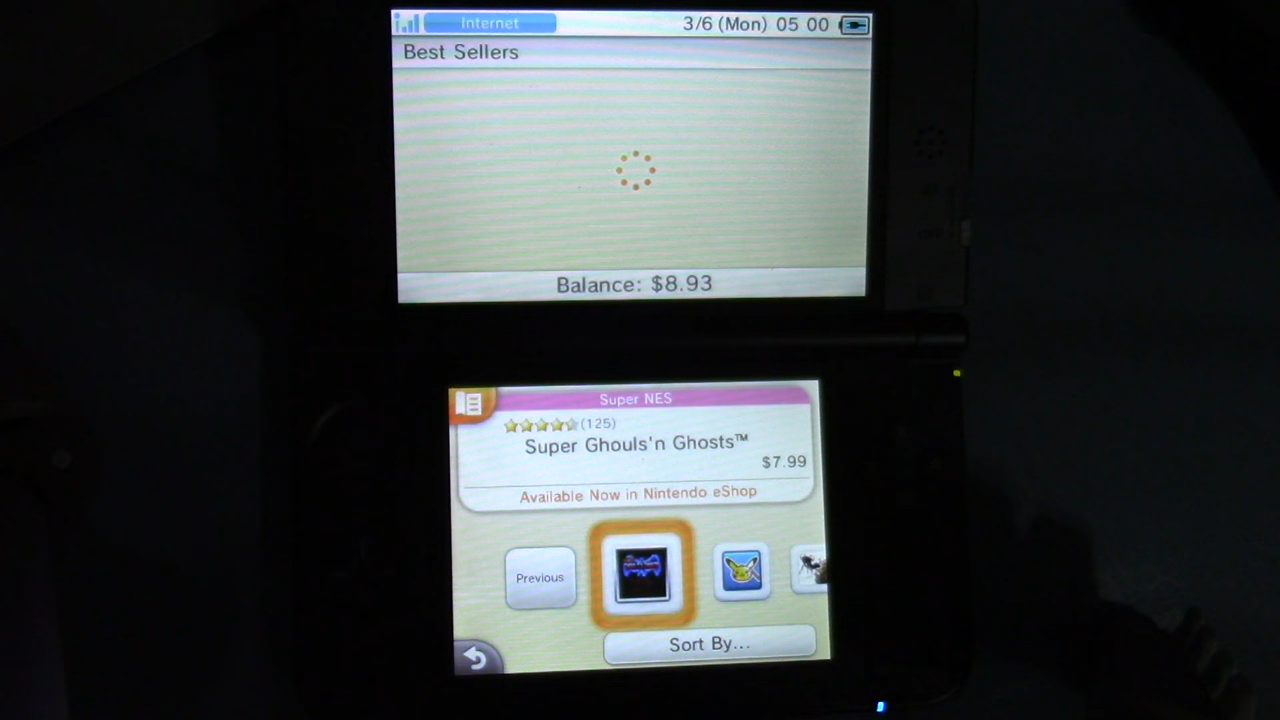 Internet 3/6 (Mon) 05 00
Best Sellers
Balance: $8.93
Super NES
(125)
Super Ghouls'n Ghosts™
$7.99
Available Now in Nintendo eShop
Previous
Sort By...